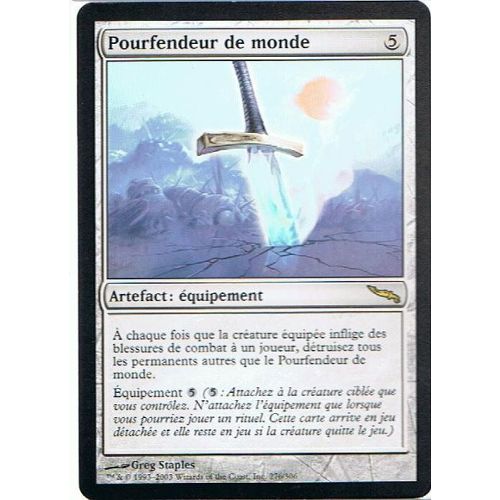 Pourfendeur de monde 5
Artefact : équipement
À chaque fois que la créature équipée inflige des
blessures de combat à un joueur, détruisez tous
les permanents autres que le Pourfendeur de
monde.
Équipement 5 (5 : Attachez à la créature ciblée que
vous contrôlez. N'attachez l'équipement que lorsque
vous pourriez jouer un rituel. Cette carte arrive en jeu
détachée et elle reste en jeu si la créature quitte le jeu.)
Greg Staples
™ & © 1993-2003 Wizards of the Coast, Inc. 276/306